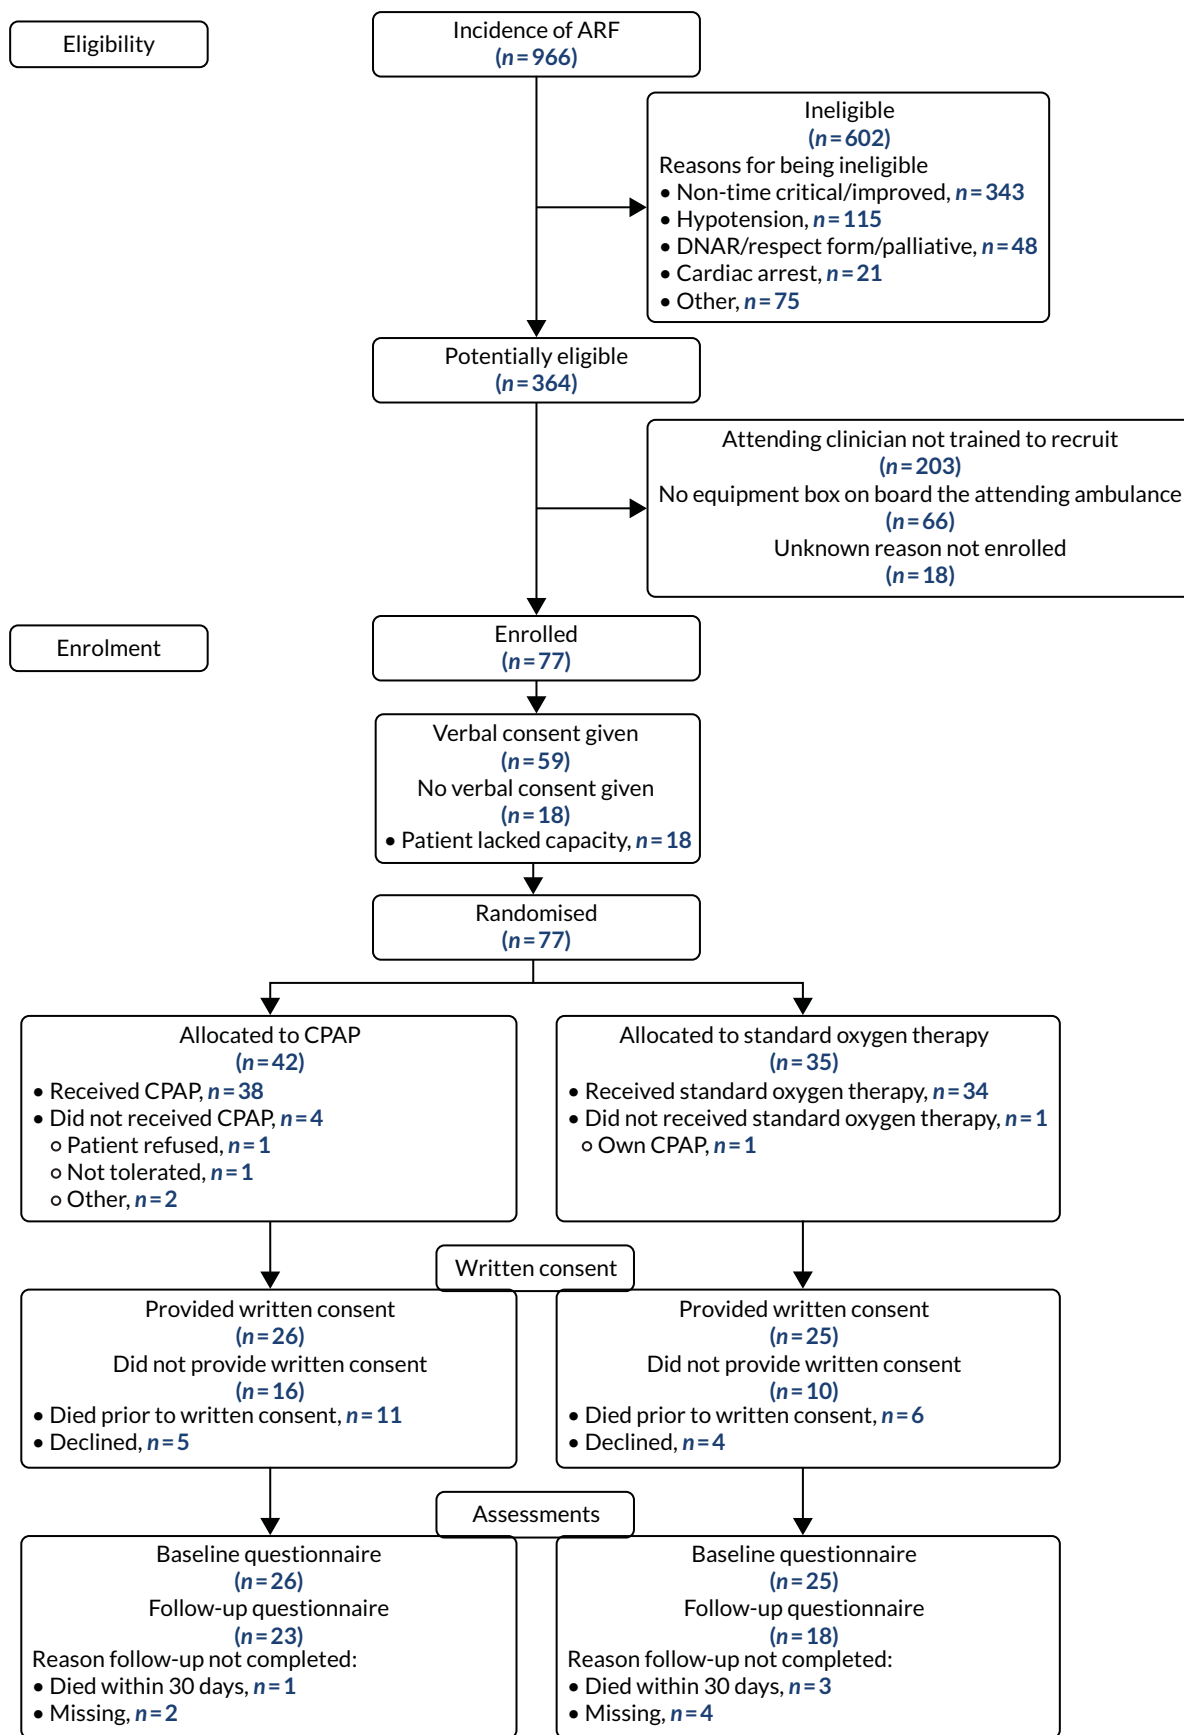 Eligibility
Incidence of ARF
(n=966)
Ineligible
(n=602)
Reasons for being ineligible
• Non-time critical/improved, n=343
• Hypotension, n=115
• DNAR/respect form/palliative, n=48
• Cardiac arrest, n=21
• Other, n=75
Potentially eligible
(n=364)
Attending clinician not trained to recruit
(n=203)
No equipment box on board the attending ambulance
(n=66)
Unknown reason not enrolled
(n=18)
Enrolment
Enrolled
(n=77)
Verbal consent given
(n=59)
No verbal consent given
(n=18)
• Patient lacked capacity, n=18
Randomised
(n=77)
Allocated to CPAP
(n=42)
• Received CPAP, n=38
• Did not received CPAP, n=4
○ Patient refused, n=1
○ Not tolerated, n=1
○ Other, n=2
Allocated to standard oxygen therapy
(n=35)
• Received standard oxygen therapy, n=34
• Did not received standard oxygen therapy, n=1
○ Own CPAP, n=1
Written consent
Provided written consent
(n=26)
Did not provide written consent
(n=16)
• Died prior to written consent, n=11
• Declined, n=5
Provided written consent
(n=25)
Did not provide written consent
(n=10)
• Died prior to written consent, n=6
• Declined, n=4
Assessments
Baseline questionnaire
(n=26)
Follow-up questionnaire
(n=23)
Reason follow-up not completed:
• Died within 30 days, n=1
• Missing, n=2
Baseline questionnaire
(n=25)
Follow-up questionnaire
(n=18)
Reason follow-up not completed:
• Died within 30 days, n=3
• Missing, n=4